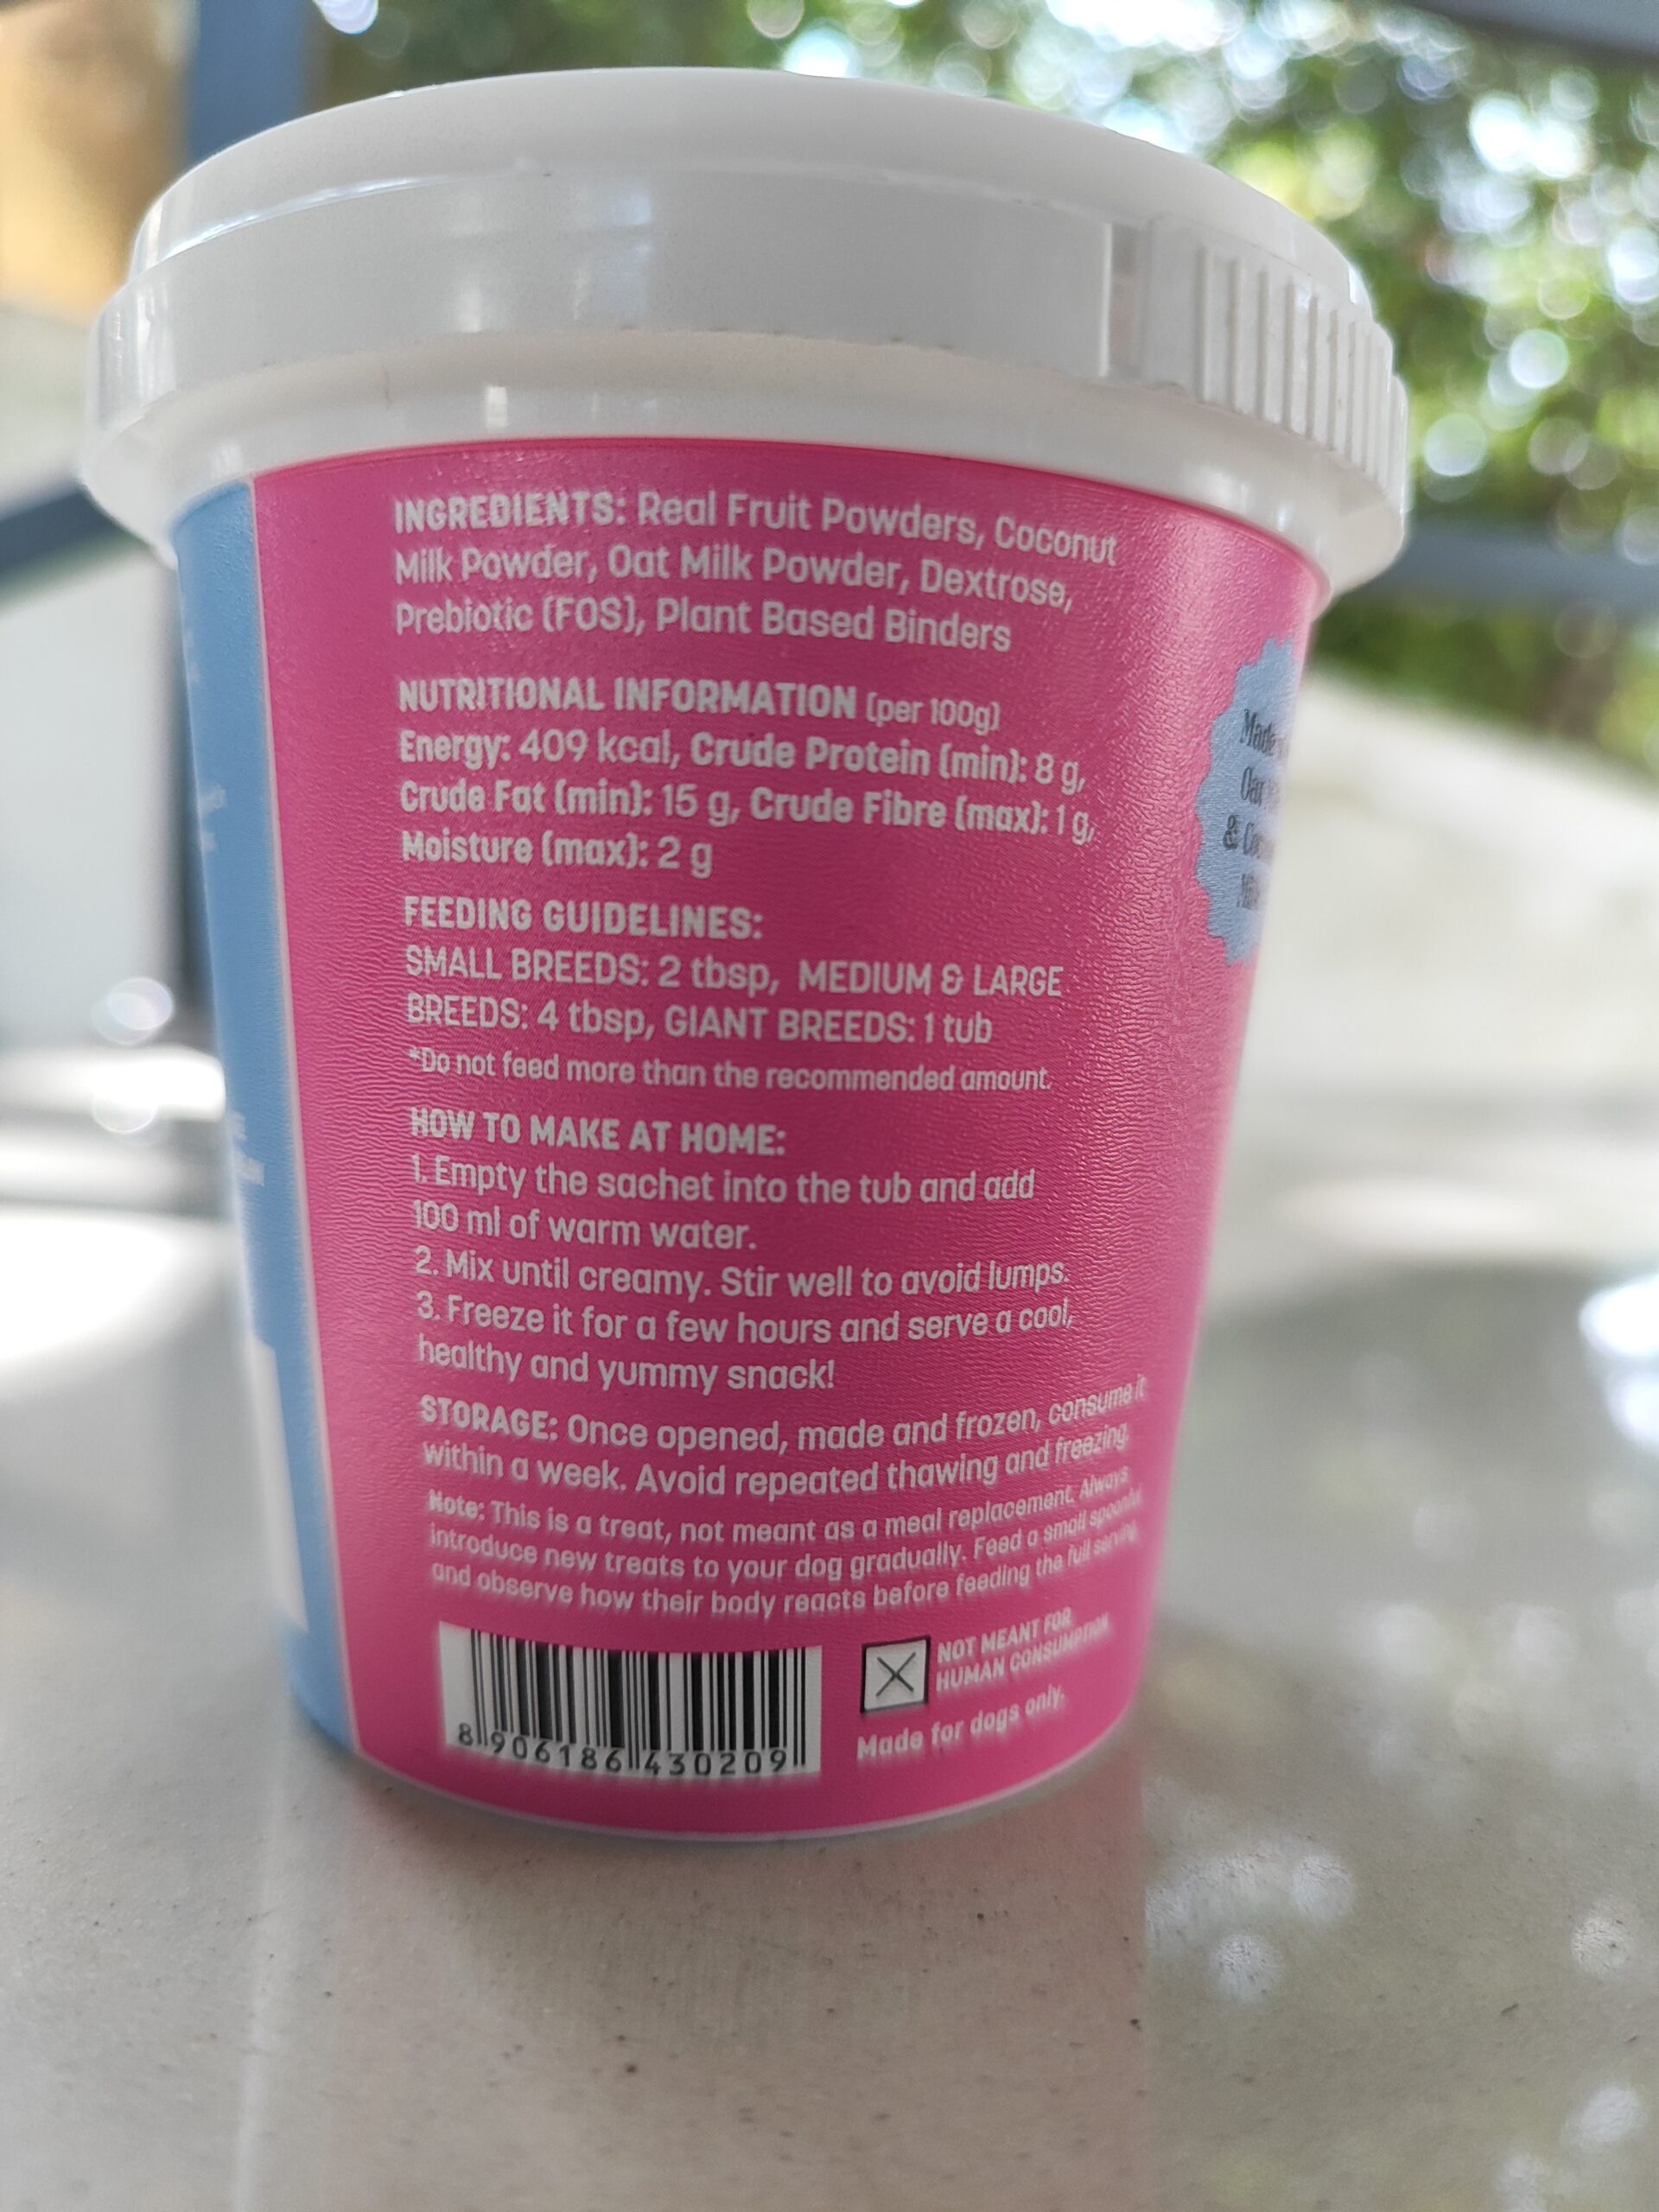 INGREDIENTS: Real Fruit Powders, Coconut
Milk Powder, Oat Milk Powder, Dextrose,
Prebiotic (FOS), Plant Based Binders
NUTRITIONAL INFORMATION (per 100g)
Energy: 409 kcal, Crude Protein (min): 8 g,
Crude Fat (min): 15 g, Crude Fibre (max): 1 g,
Moisture (max): 2 g
FEEDING GUIDELINES:
SMALL BREEDS: 2 tbsp, MEDIUM & LARGE
BREEDS: 4 tbsp, GIANT BREEDS: 1 tub
*Do not feed more than the recommended amount.
HOW TO MAKE AT HOME:
1. Empty the sachet into the tub and add
100 ml of warm water.
2. Mix until creamy. Stir well to avoid lumps.
3. Freeze it for a few hours and serve a cool,
healthy and yummy snack!
STORAGE: Once opened, made and frozen, consume it
within a week. Avoid repeated thawing and freezing.
Note: This is a treat, not meant as a meal replacement. Always
introduce new treats to your dog gradually. Feed a small spoonful
and observe how their body reacts before feeding the full serving.
NOT MEANT FOR
HUMAN CONSUMPTION
Made for dogs only.
8 906186 430209